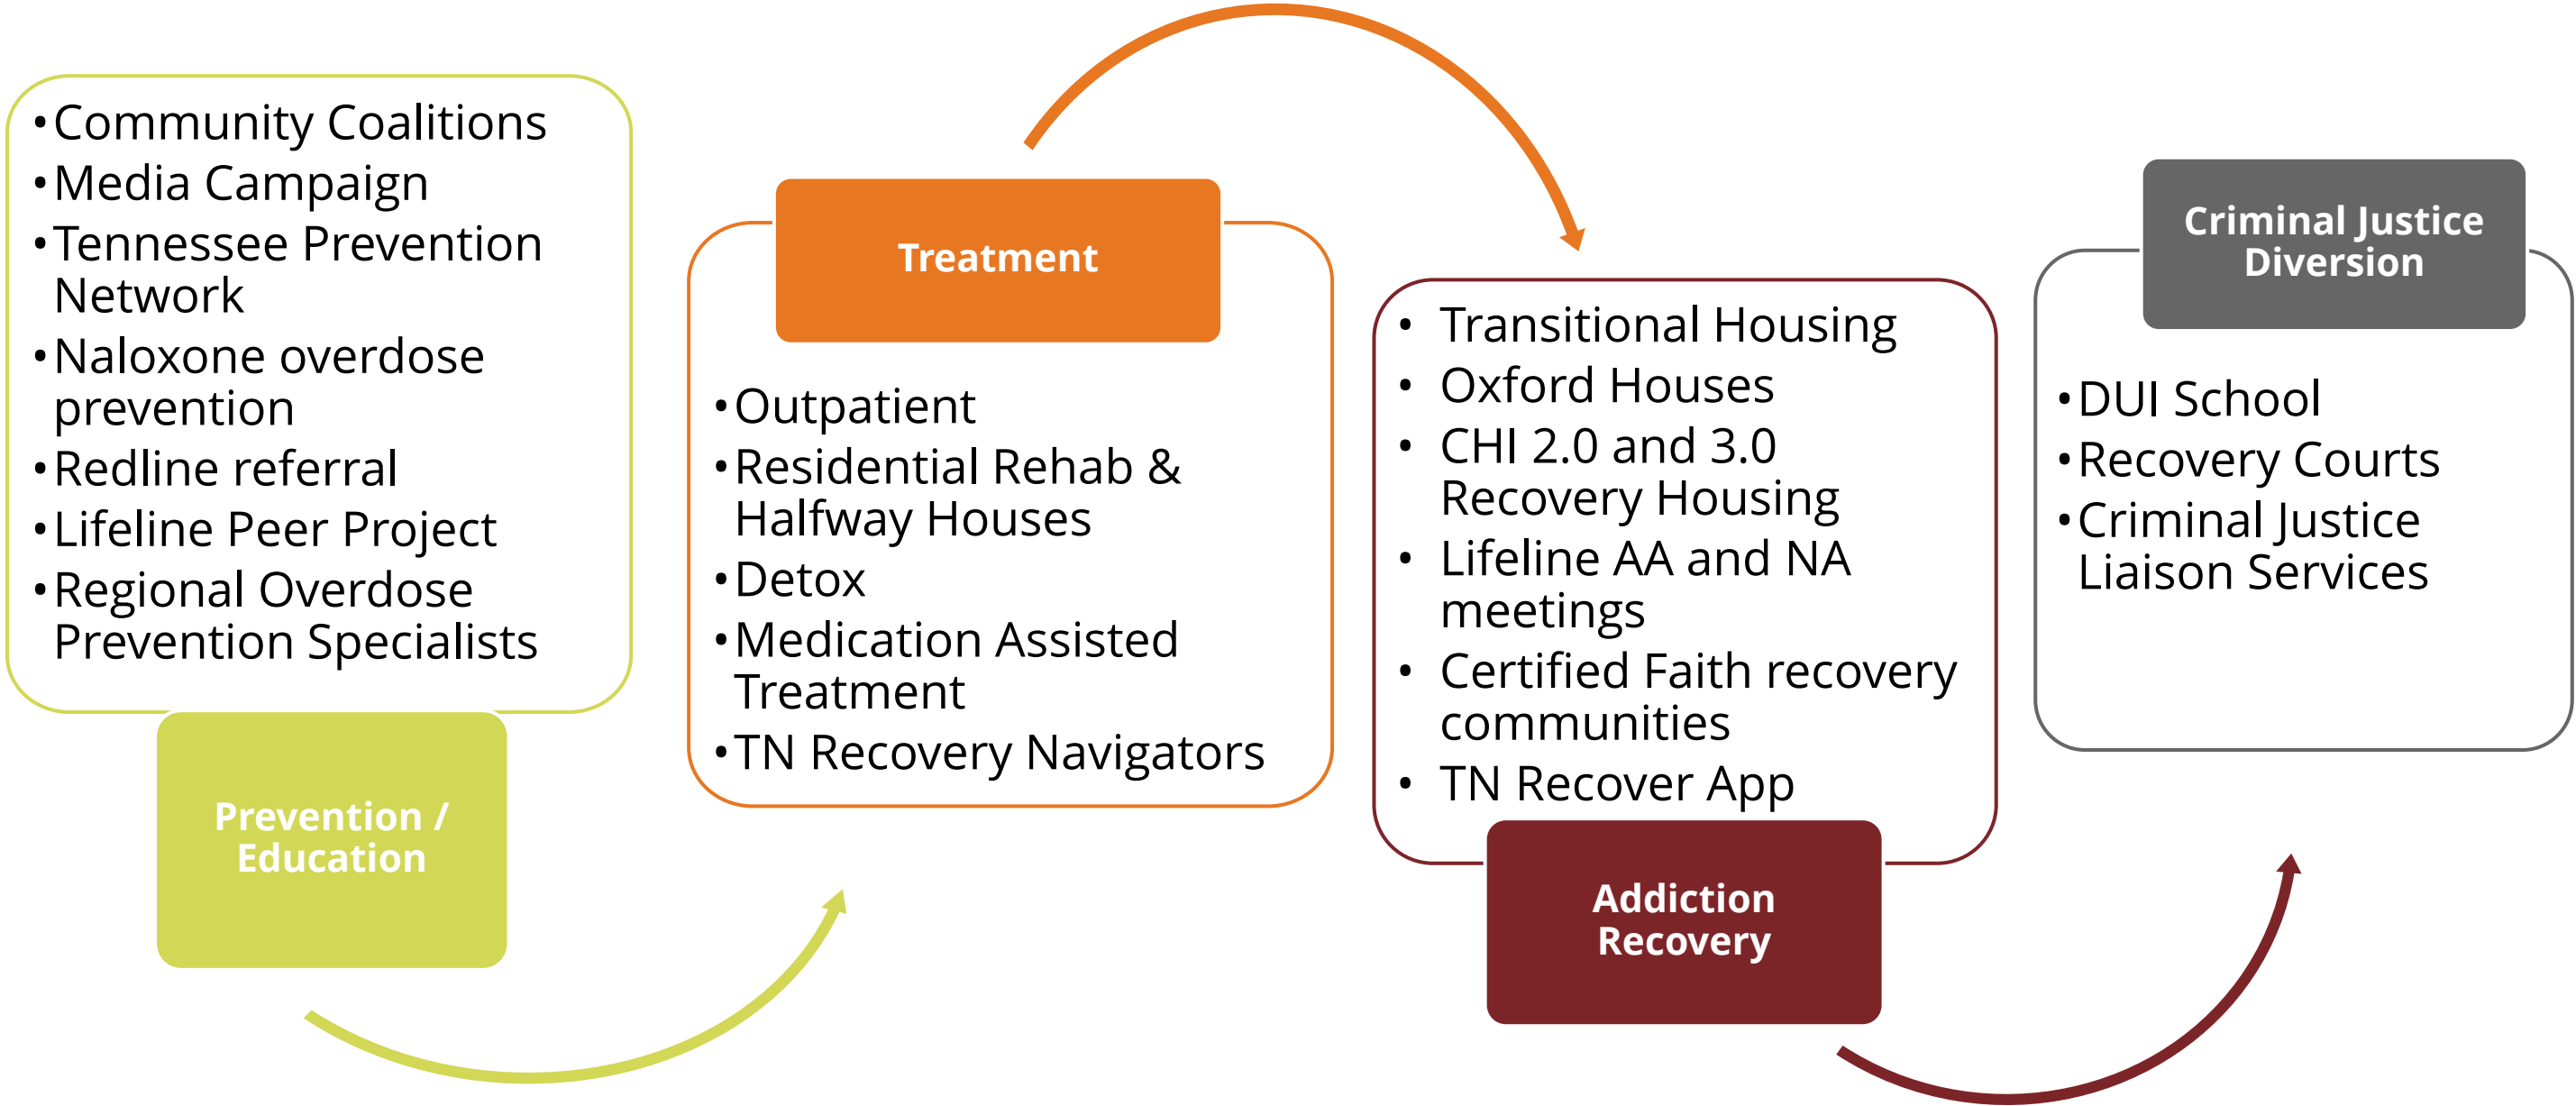 •Community Coalitions
•Media Campaign
•Tennessee Prevention
Network
•Naloxone overdose
prevention
•Redline referral
•Lifeline Peer Project
•Regional Overdose
Prevention Specialists
Prevention /
Education
Treatment
•Outpatient
•Residential Rehab &
Halfway Houses
•Detox
•Medication Assisted
Treatment
•TN Recovery Navigators
• Transitional Housing
• Oxford Houses
• CHI 2.0 and 3.0
Recovery Housing
• Lifeline AA and NA
meetings
• Certified Faith recovery
communities
• TN Recover App
Addiction
Recovery
Criminal Justice
Diversion
•DUI School
•Recovery Courts
•Criminal Justice
Liaison Services